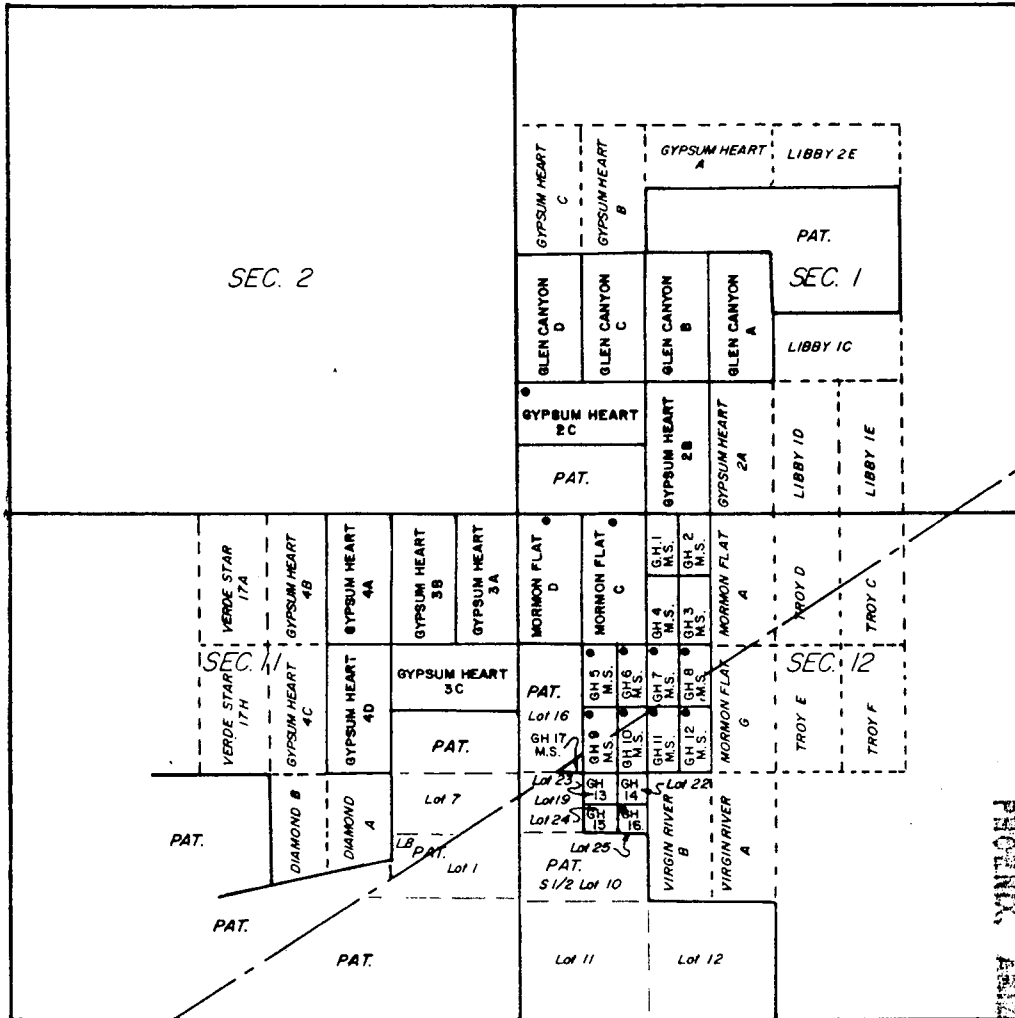 GYPSUM HEART
A
LIBBY 2E
GYPSUM HEART
C
GYPSUM HEART
B
PAT.
SEC. 2
SEC. 1
GLEN CANYON
D
GLEN CANYON
C
GLEN CANYON
B
GLEN CANYON
A
LIBBY 1C
GYPSUM HEART
2C
GYPSUM HEART
2B
GYPSUM HEART
2A
LIBBY 1D
LIBBY 1E
PAT.
VERDE STAR
17A
GYPSUM HEART
4B
GYPSUM HEART
4A
GYPSUM HEART
3B
GYPSUM HEART
3A
MORMON FLAT
D
MORMON FLAT
C
G.H. 1
M.S.
GH 2
M.S.
GH 4
M.S.
GH 3
M.S.
MORMON FLAT
A
TROY D
TROY C
SEC. 11
SEC. 12
VERDE STAR
17H
GYPSUM HEART
4C
GYPSUM HEART
4D
GYPSUM HEART
3C
PAT.
PAT.
Lot 16
GH 17
M.S.
GH 5
M.S.
GH 6
M.S.
GH 7
M.S.
GH 8
M.S.
GH 9
M.S.
GH 10
M.S.
GH 11
M.S.
GH 12
M.S.
MORMON FLAT
G
TROY E
TROY F
PAT.
DIAMOND B
DIAMOND
A
Lot 7
LB
PAT.
Lot 1
Lot 23
Lot 19
Lot 24
GH
13
GH
14
GH
15
GH
16
Lot 22
Lot 25
PAT.
S 1/2 Lot 10
VIRGIN RIVER
B
VIRGIN RIVER
A
PAT.
PAT.
Lot 11
Lot 12
PHOENIX,